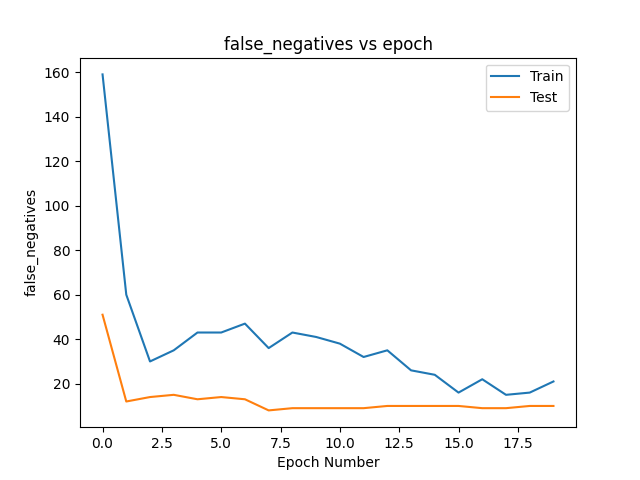 false_negatives vs epoch
Train
Test
false_negatives
160
140
120
100
80
60
40
20
0.0 2.5 5.0 7.5 10.0 12.5 15.0 17.5
Epoch Number